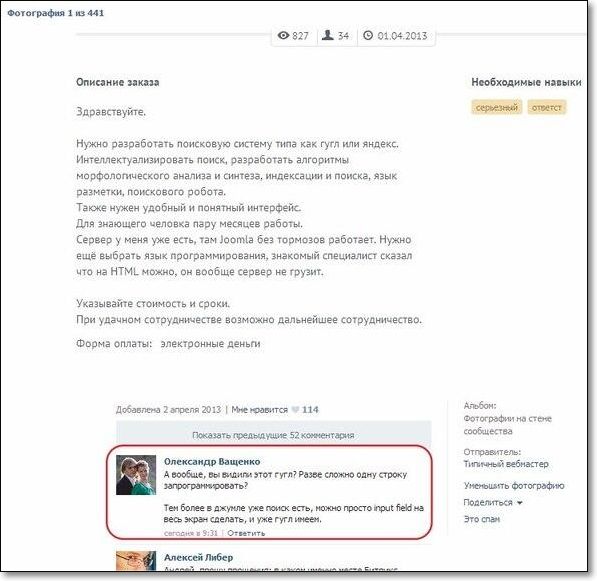 Фотография 1 из 441
827 34 01.04.2013
Описание заказа
Необходимые навыки
Здравствуйте.
серьезный ответст
Нужно разработать поисковую систему типа как гугл или яндекс.
Интеллектуализировать поиск, разработать алгоритмы
морфологического анализа и синтеза, индексации и поиска, язык
разметки, поискового робота.
Также нужен удобный и понятный интерфейс.
Для знающего человка пару месяцев работы.
Сервер у меня уже есть, там Joomla без тормозов работает. Нужно
ещё выбрать язык программирования, знакомый специалист сказал
что на HTML можно, он вообще сервер не грузит.
Указывайте стоимость и сроки.
При удачном сотрудничестве возможно дальнейшее сотрудничество.
Форма оплаты: электронные деньги
Добавлена 2 апреля 2013 | Мне нравится 114
Показать предыдущие 52 комментария
Олександр Ващенко
А вообще, вы видили этот гугл? Разве сложно одну строку
запрограммировать?
Тем более в джумле уже поиск есть, можно просто input field на
весь экран сделать, и уже гугл имеем.
сегодня в 9:31 | Ответить
Алексей Либер
Андрей, прошу прощения: в каком именно месте Битрикс
Альбом:
Фотографии на стене
сообщества
Отправитель:
Типичный вебмастер
Уменьшить фотографию
Поделиться
Это спам